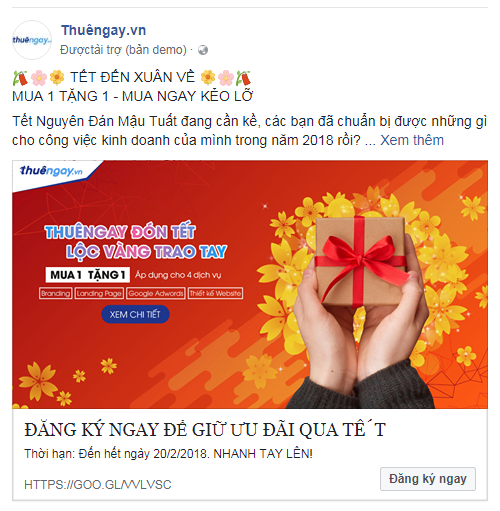 thuêngay.vn
Thuêngay.vn
Được tài trợ (bản demo) ·
TẾT ĐẾN XUÂN VỀ
MUA 1 TẶNG 1 - MUA NGAY KẺO LỠ
Tết Nguyên Đán Mậu Tuất đang cần kề, các bạn đã chuẩn bị được những gì
cho công việc kinh doanh của mình trong năm 2018 rồi? ... Xem thêm
thuêngay.vn
THUÊNGAY ĐÓN TẾT
LỘC VÀNG TRAO TAY
MUA 1 TẶNG 1 Áp dụng cho 4 dịch vụ
Branding Landing Page Google Adwords Thiết kế Website
XEM CHI TIẾT
ĐĂNG KÝ NGAY ĐỂ GIỮ ƯU ĐÃI QUA TẾT
Thời hạn: Đến hết ngày 20/2/2018. NHANH TAY LÊN!
Đăng ký ngay
HTTPS://GOO.GL/VVLVSC